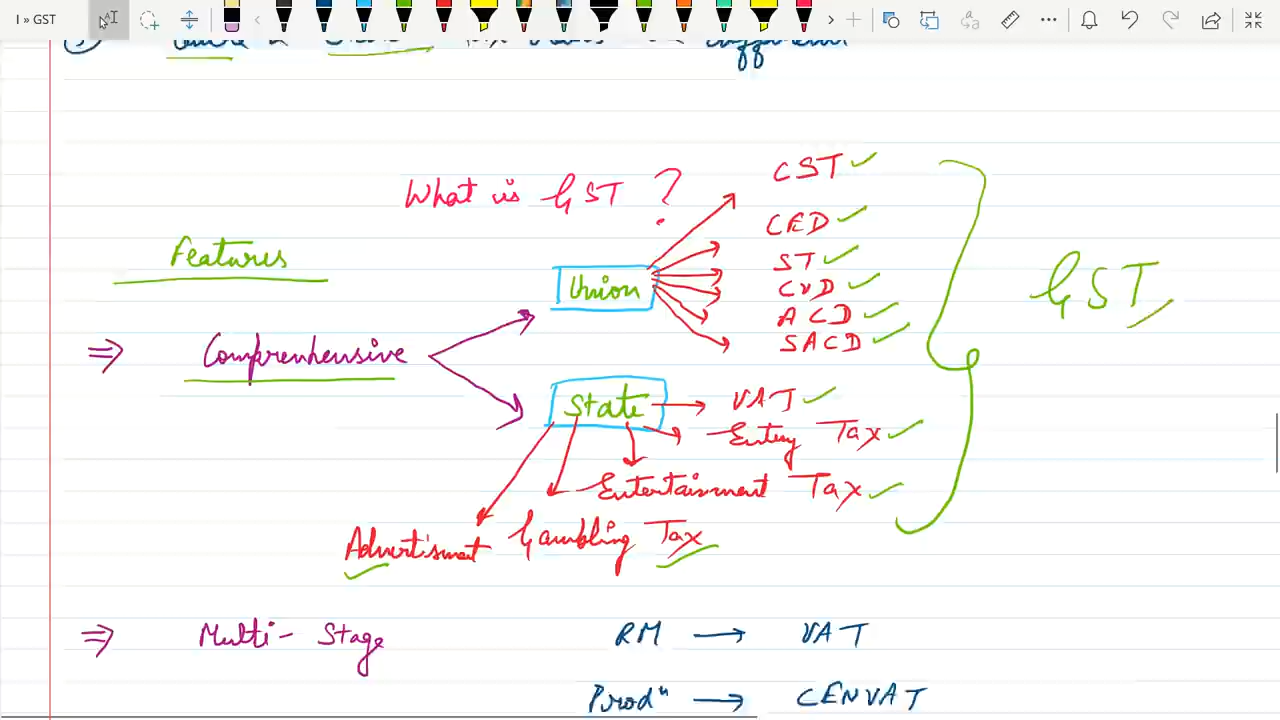 I » GST
What is GST ?
Features
⇒ Comprenhensive
Union
CST ✓
CED ✓
ST ✓
CVD ✓
ACD ✓
SACD ✓
GST
State → VAT ✓
Entry Tax ✓
Entertainment Tax ✓
Gambling Tax
Advertisment
⇒ Multi- Stage
RM → VAT
Prodⁿ → CENVAT